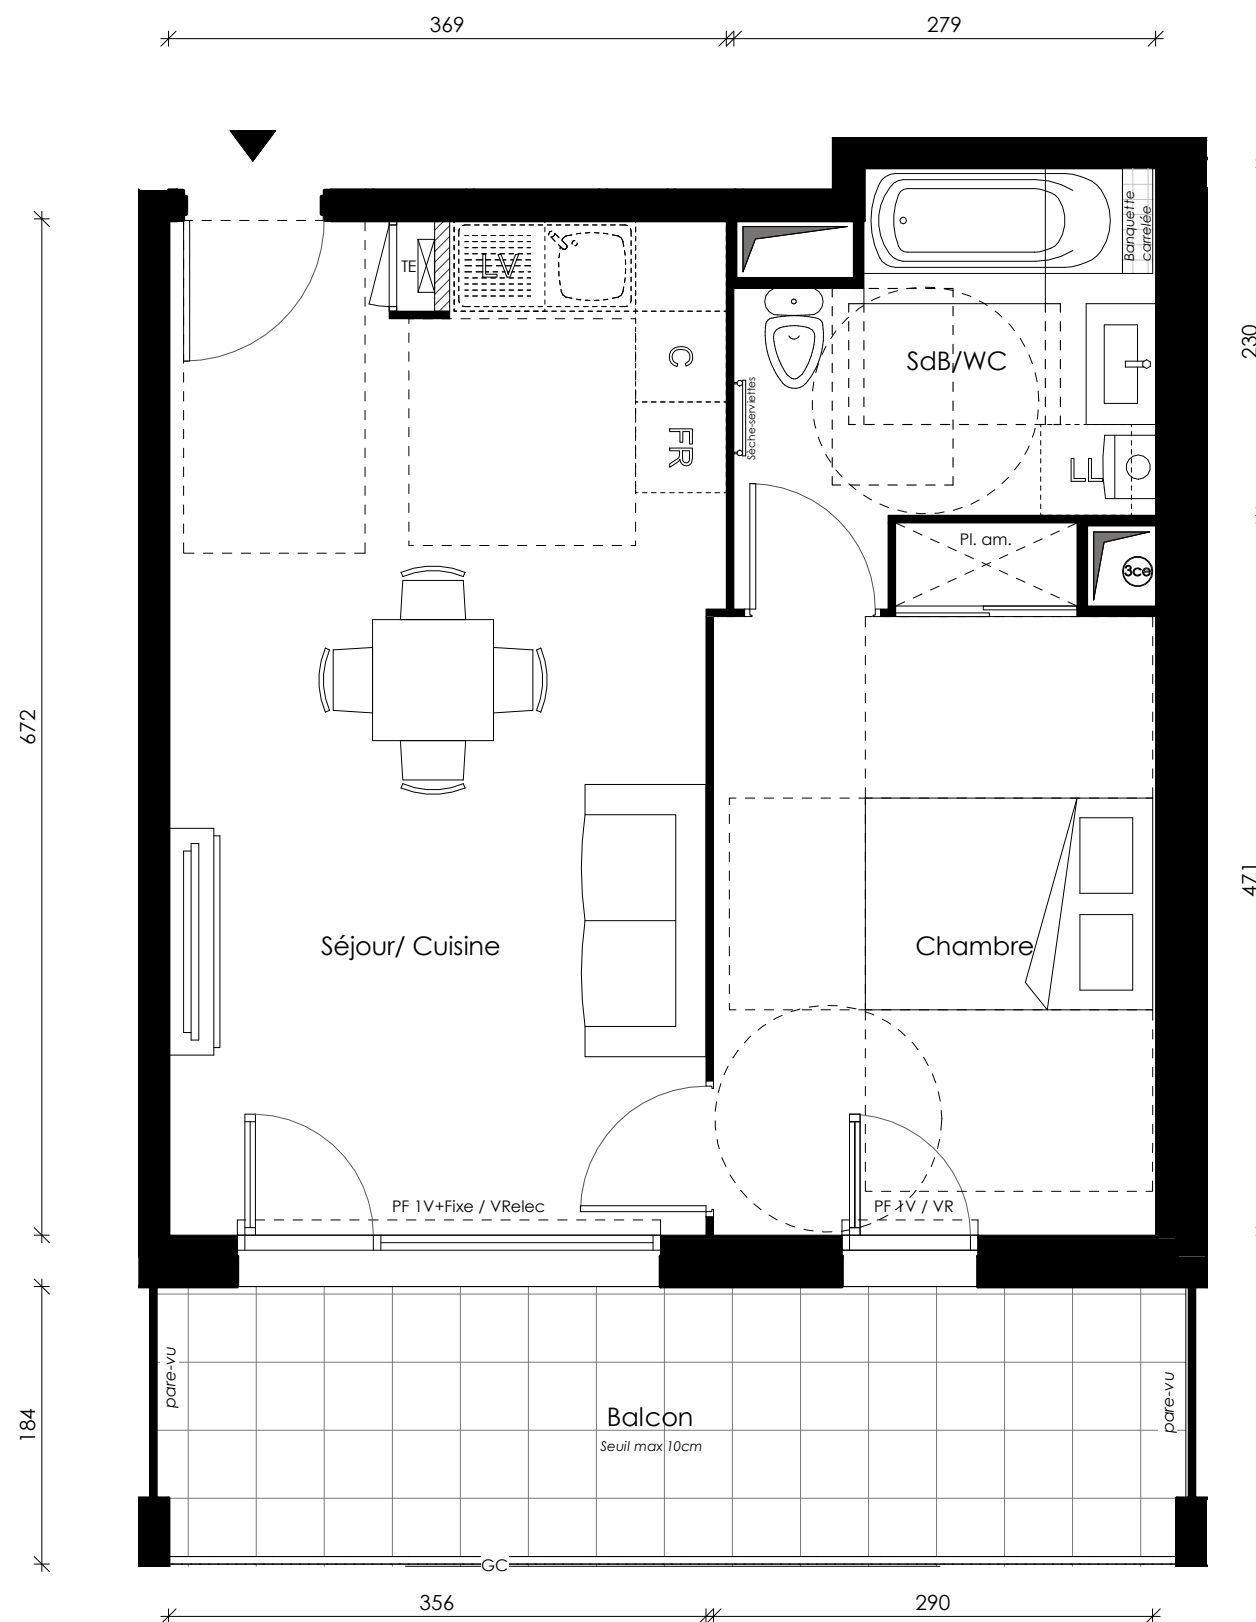 369
279
Banquette
carrelée
TE
LV
230
C
SdB/WC
Sèche-serviettes
FR
LL
Pl. am.
3ce
672
471
Séjour/ Cuisine
Chambre
PF 1V+Fixe / VRelec
PF 1V / VR
pare-vu
pare-vu
184
Balcon
Seuil max 10cm
GC
356
290